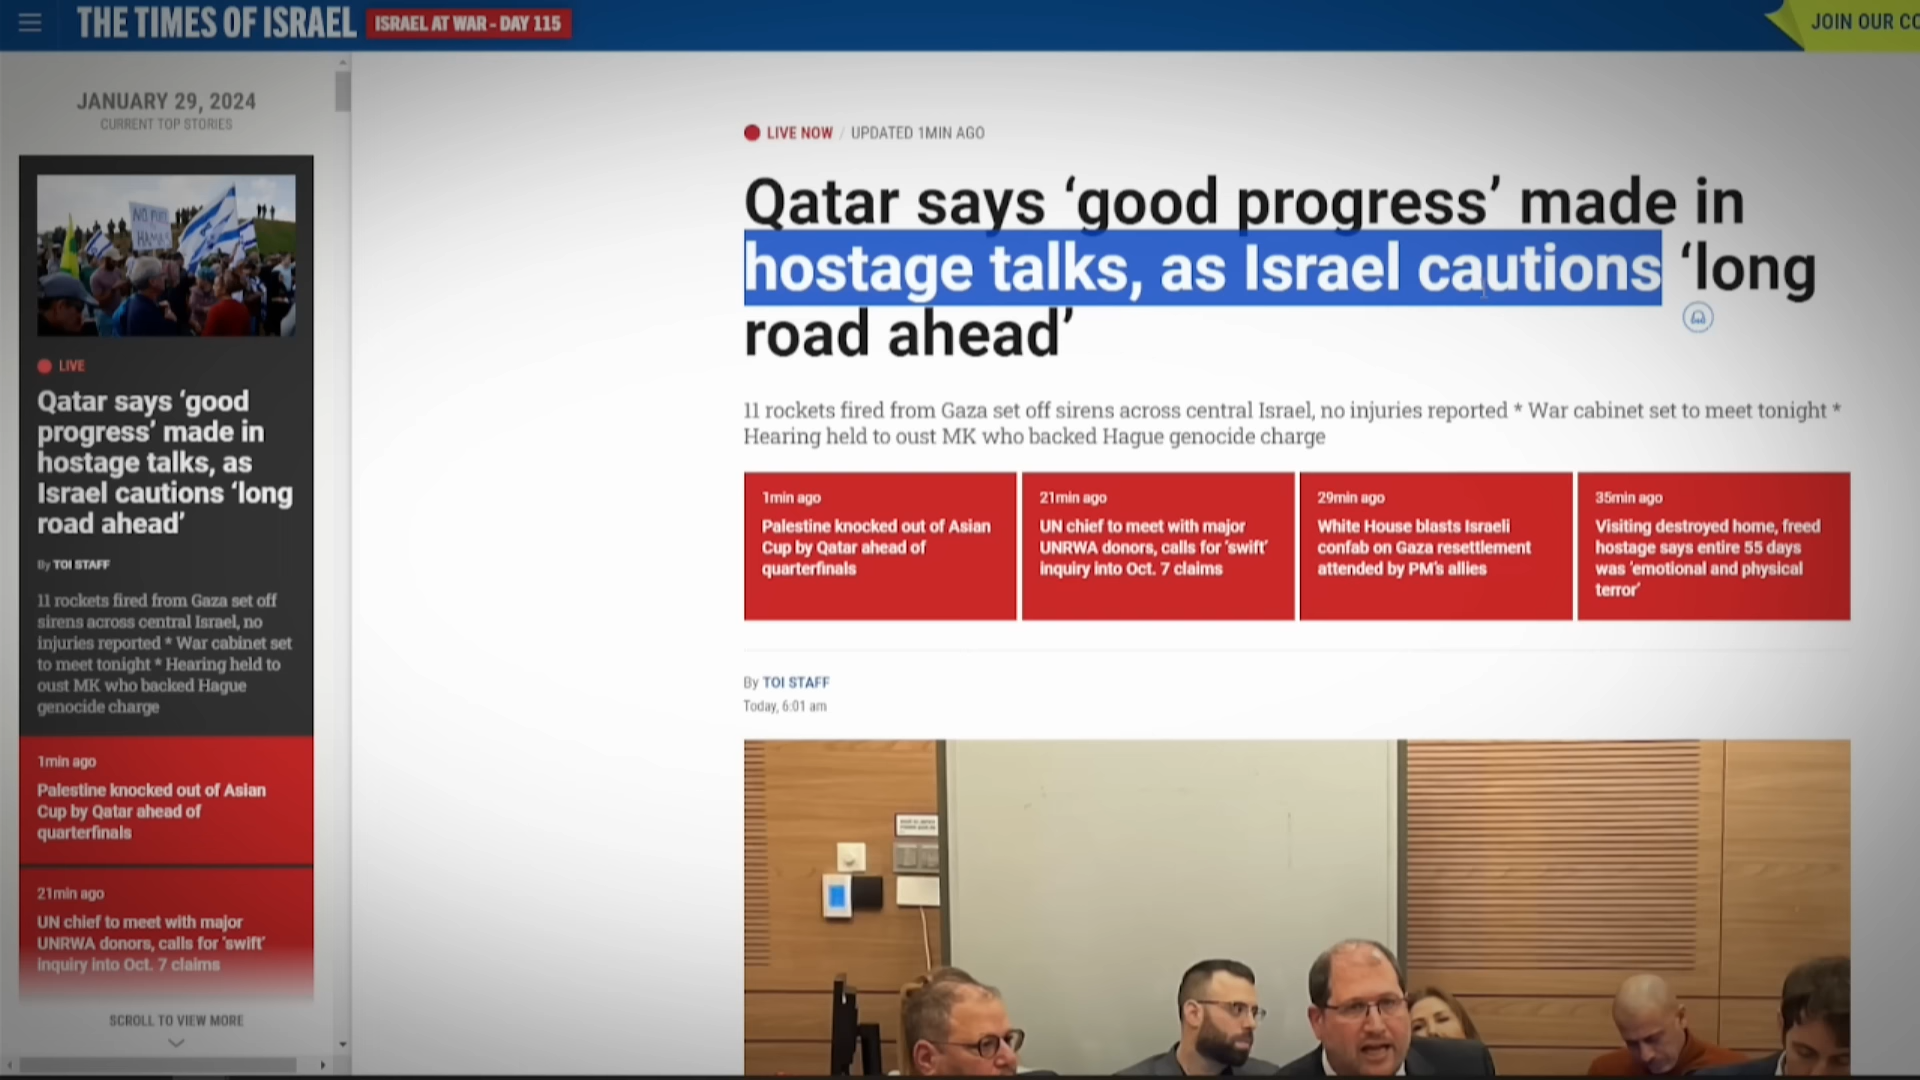 THE TIMES OF ISRAEL
ISRAEL AT WAR - DAY 115
JOIN OUR CO
JANUARY 29, 2024
CURRENT TOP STORIES
LIVE
Qatar says ‘good
progress’ made in
hostage talks, as
Israel cautions ‘long
road ahead’
By TOI STAFF
11 rockets fired from Gaza set off
sirens across central Israel, no
injuries reported * War cabinet set
to meet tonight * Hearing held to
oust MK who backed Hague
genocide charge
1min ago
Palestine knocked out of Asian
Cup by Qatar ahead of
quarterfinals
21min ago
UN chief to meet with major
UNRWA donors, calls for ‘swift’
inquiry into Oct. 7 claims
SCROLL TO VIEW MORE
LIVE NOW / UPDATED 1MIN AGO
Qatar says ‘good progress’ made in
hostage talks, as Israel cautions ‘long
road ahead’
11 rockets fired from Gaza set off sirens across central Israel, no injuries reported * War cabinet set to meet tonight *
Hearing held to oust MK who backed Hague genocide charge
1min ago
Palestine knocked out of Asian
Cup by Qatar ahead of
quarterfinals
21min ago
UN chief to meet with major
UNRWA donors, calls for ‘swift’
inquiry into Oct. 7 claims
29min ago
White House blasts Israeli
confab on Gaza resettlement
attended by PM’s allies
35min ago
Visiting destroyed home, freed
hostage says entire 55 days
was ‘emotional and physical
terror’
By TOI STAFF
Today, 6:01 am